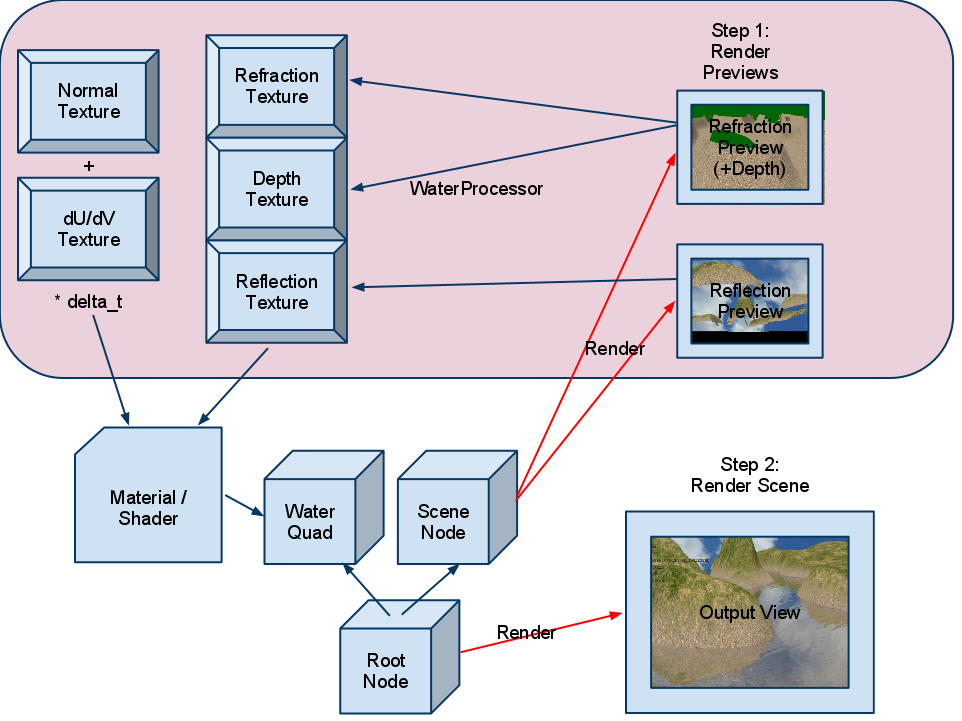 Step 1:
Render
Previews
Normal
Texture
+
dU/dV
Texture
* delta_t
Refraction
Texture
Depth
Texture
Reflection
Texture
WaterProcessor
Refraction
Preview
(+Depth)
Reflection
Preview
Render
Material /
Shader
Water
Quad
Scene
Node
Root
Node
Render
Step 2:
Render Scene
Output View